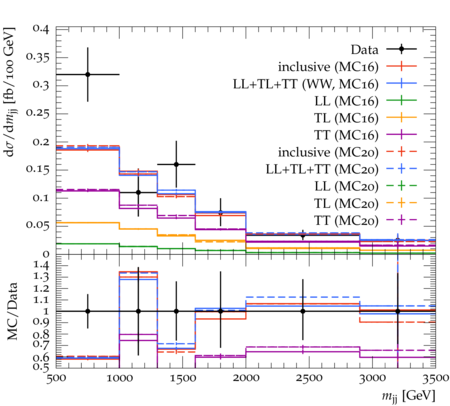 dσ/dm_jj [fb/100 GeV]
0.4
0.35
0.3
0.25
0.2
0.15
0.1
0.05
0
Data
inclusive (MC16)
LL+TL+TT (WW, MC16)
LL (MC16)
TL (MC16)
TT (MC16)
inclusive (MC20)
LL+TL+TT (MC20)
LL (MC20)
TL (MC20)
TT (MC20)
MC/Data
1.4
1.3
1.2
1.1
1
0.9
0.8
0.7
0.6
0.5
500 1000 1500 2000 2500 3000 3500
m_jj [GeV]